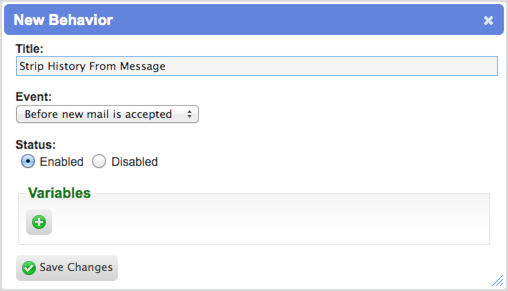 New Behavior
Title:
Strip History From Message
Event:
Before new mail is accepted
Status:
Enabled Disabled
Variables
Save Changes